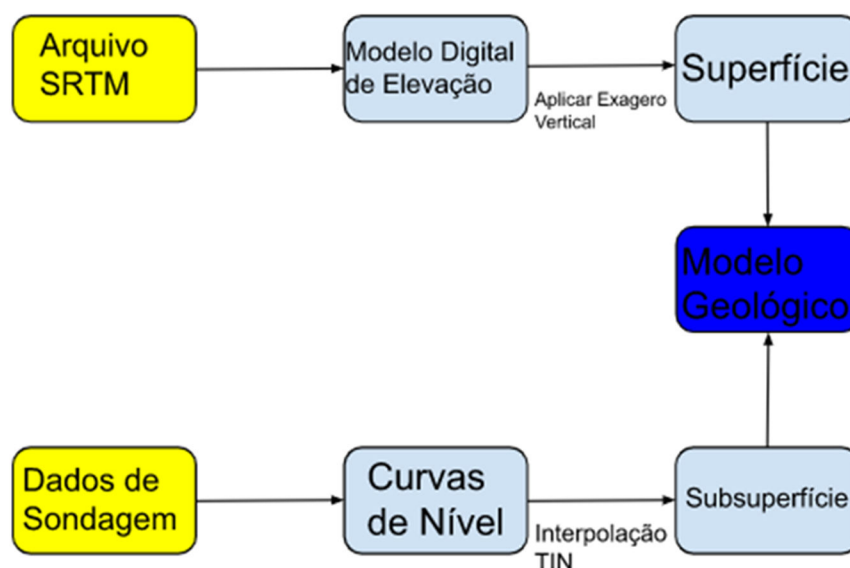 Arquivo
SRTM
Modelo Digital
de Elevação
Aplicar Exagero
Vertical
Superfície
Modelo
Geológico
Dados de
Sondagem
Curvas
de Nível
Interpolação
TIN
Subsuperfície